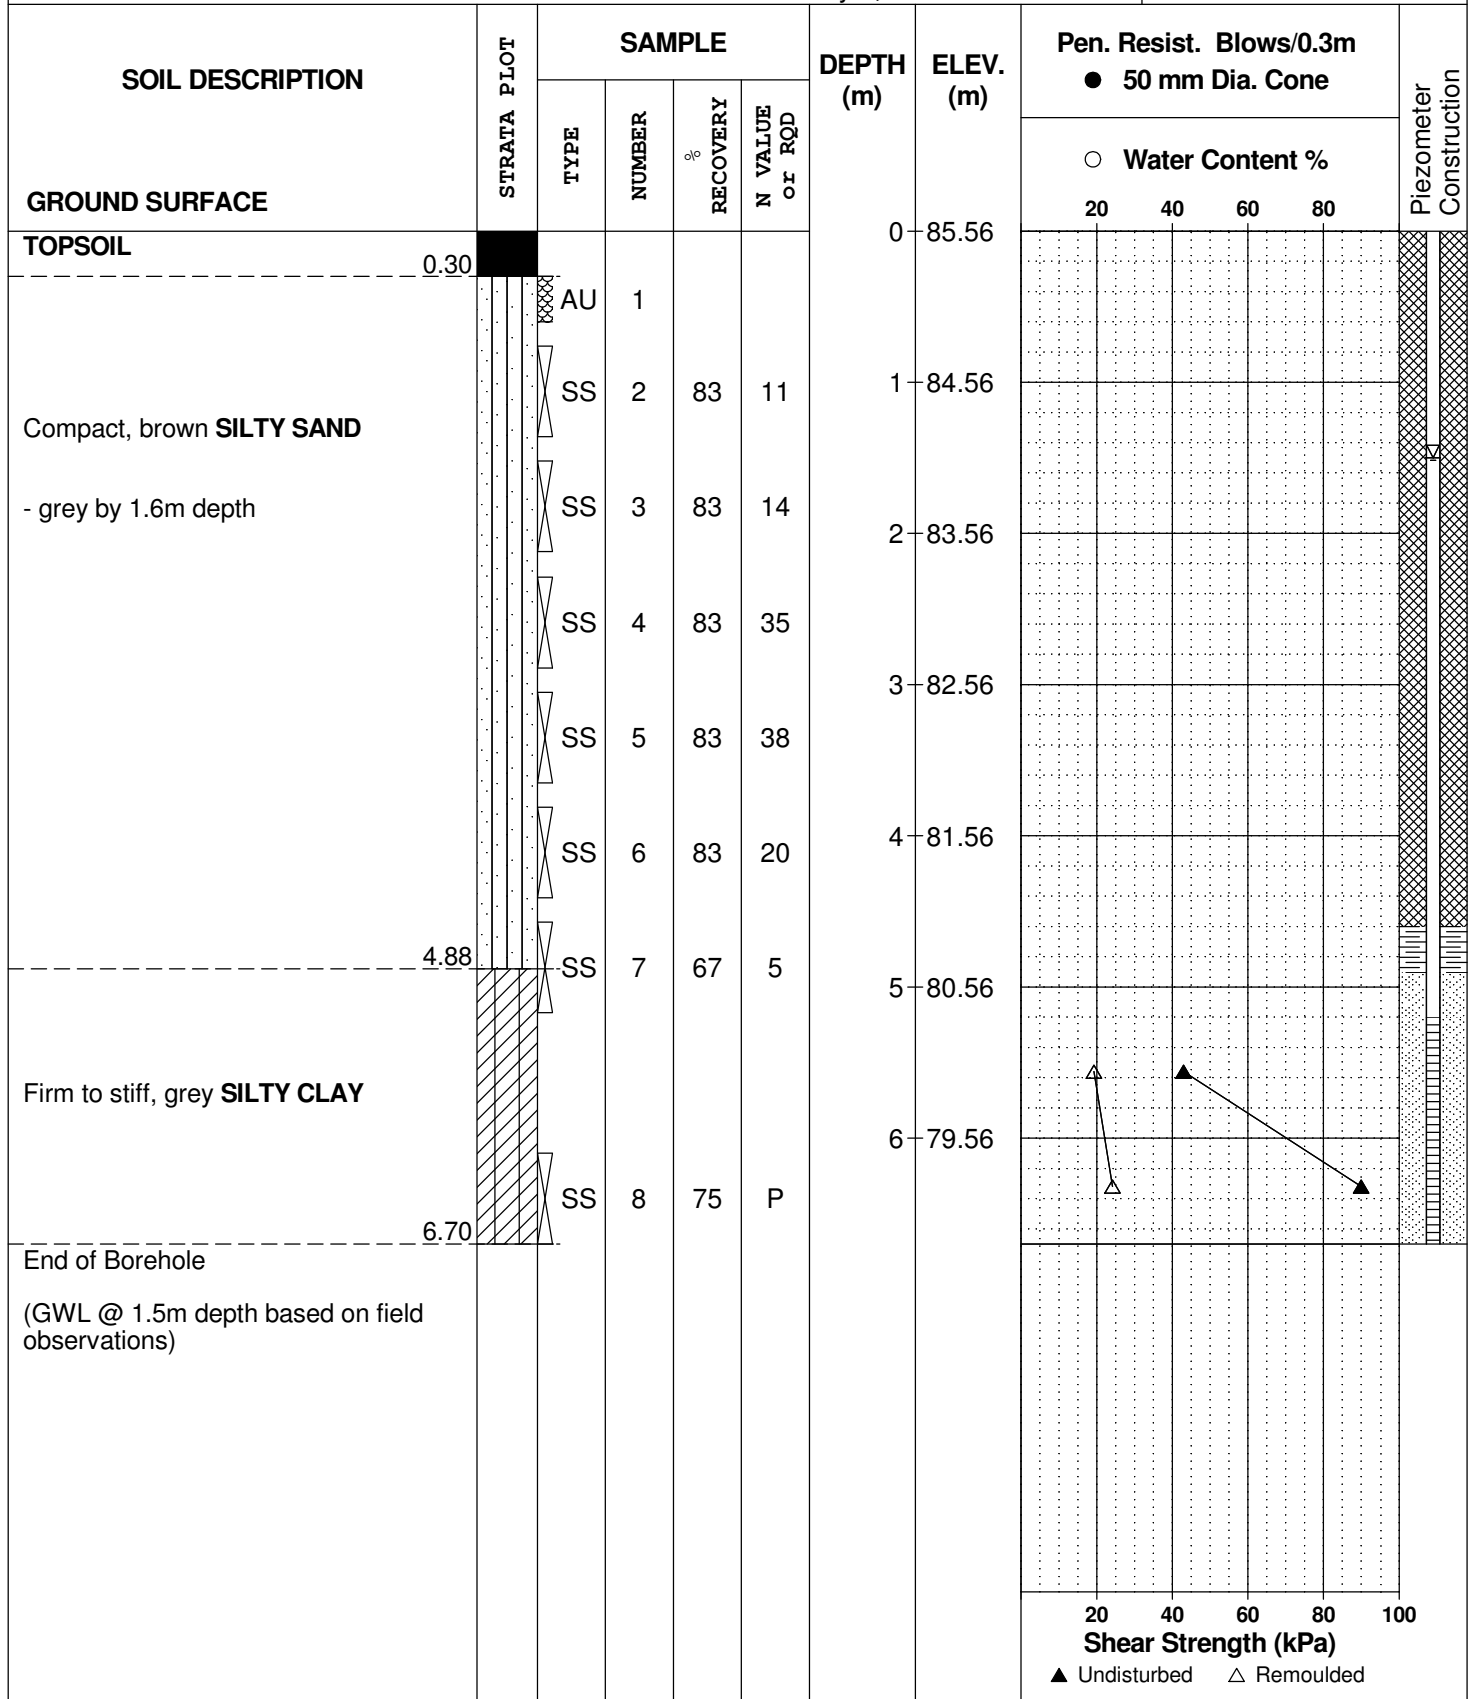 SOIL DESCRIPTION
GROUND SURFACE
STRATA PLOT
SAMPLE
TYPE
NUMBER
% RECOVERY
N VALUE or RQD
DEPTH (m)
ELEV. (m)
Pen. Resist. Blows/0.3m
● 50 mm Dia. Cone
○ Water Content %
20 40 60 80
Piezometer Construction
TOPSOIL
0.30
0 85.56
AU 1
SS 2 83 11
1 84.56
Compact, brown SILTY SAND
- grey by 1.6m depth
SS 3 83 14
2 83.56
SS 4 83 35
3 82.56
SS 5 83 38
4 81.56
SS 6 83 20
4.88
SS 7 67 5
5 80.56
Firm to stiff, grey SILTY CLAY
6 79.56
SS 8 75 P
6.70
End of Borehole
(GWL @ 1.5m depth based on field
observations)
20 40 60 80 100
Shear Strength (kPa)
▲ Undisturbed △ Remoulded